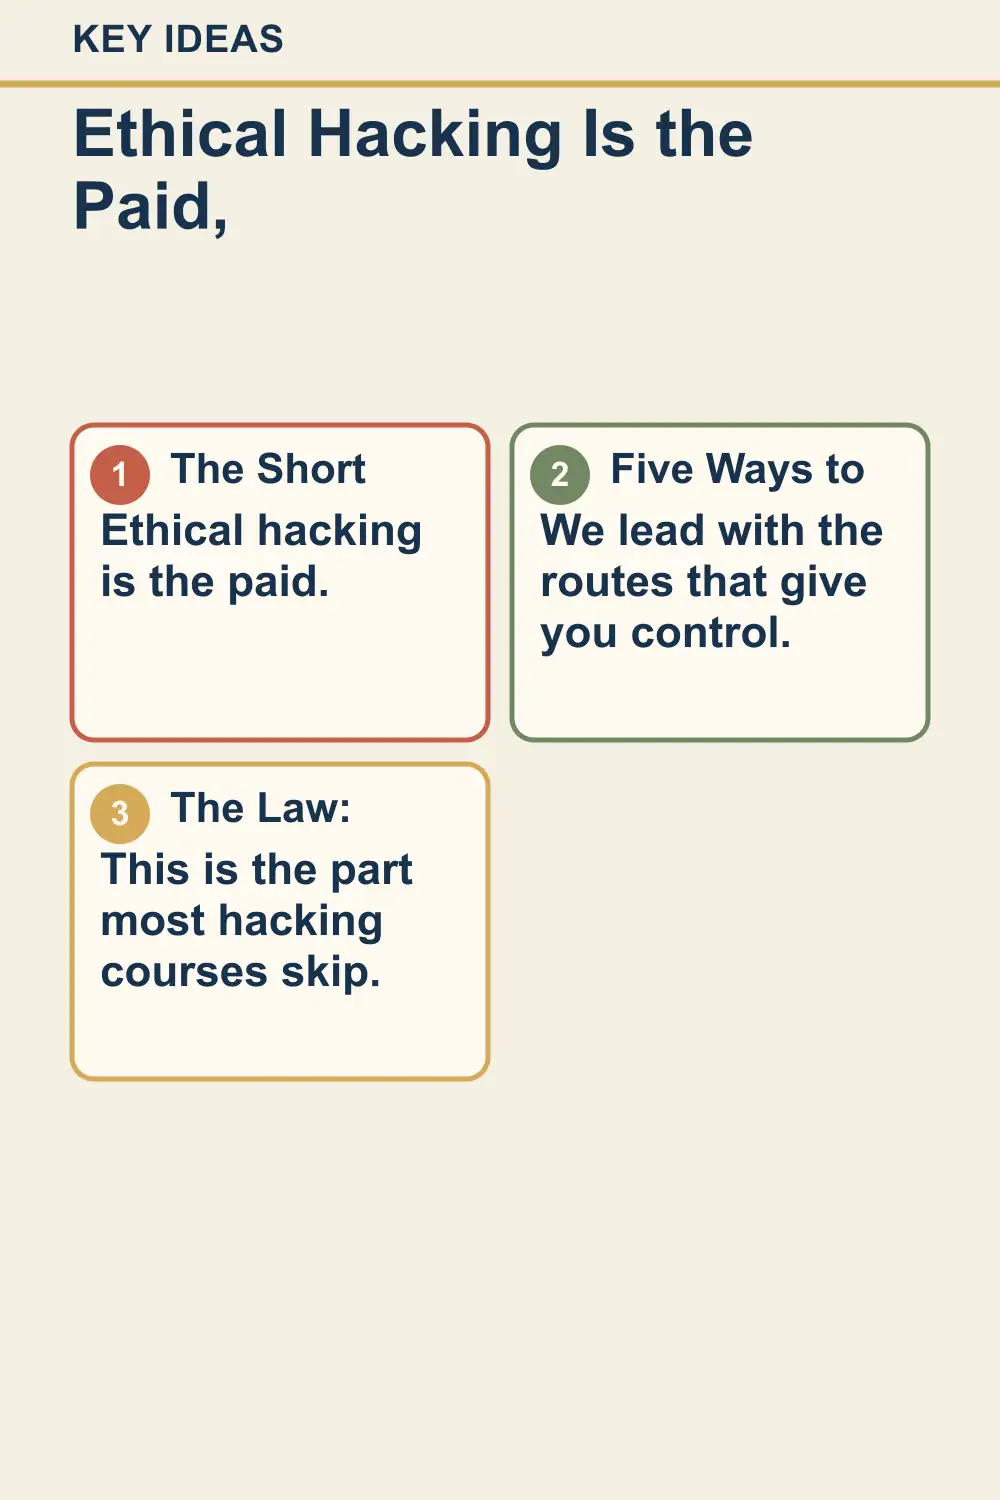 KEY IDEAS
Ethical Hacking Is the
Paid,
1 The Short
Ethical hacking
is the paid.
2 Five Ways to
We lead with the
routes that give
you control.
3 The Law:
This is the part
most hacking
courses skip.